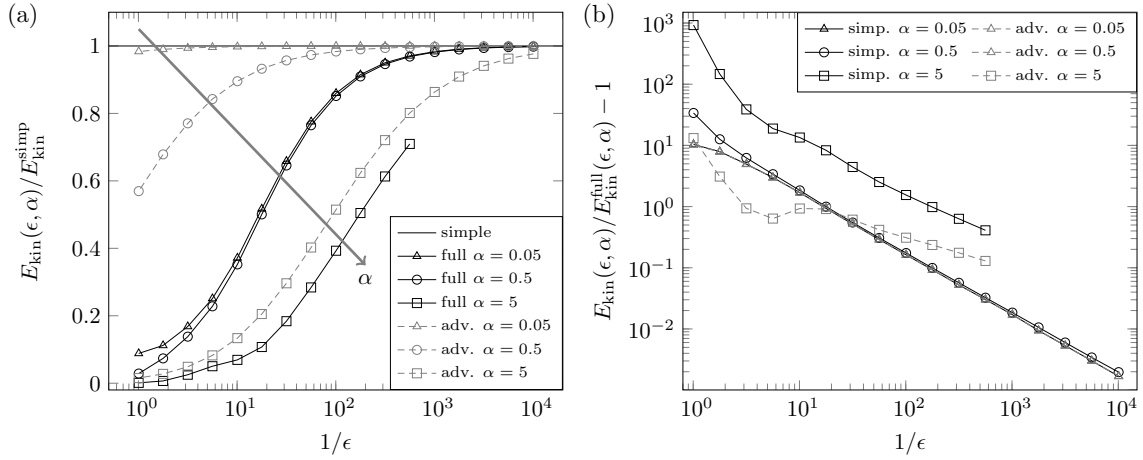 (a)
1
0.8
0.6
0.4
0.2
0
10^0
10^1
10^2
10^3
10^4
1/ϵ
E_kin(ϵ, α)/E_kin^simp
α
simple
full α = 0.05
full α = 0.5
full α = 5
adv. α = 0.05
adv. α = 0.5
adv. α = 5
(b)
10^3
10^2
10^1
10^0
10^−1
10^−2
10^0
10^1
10^2
10^3
10^4
1/ϵ
E_kin(ϵ, α)/E_kin^full(ϵ, α) − 1
simp. α = 0.05 adv. α = 0.05
simp. α = 0.5 adv. α = 0.5
simp. α = 5 adv. α = 5